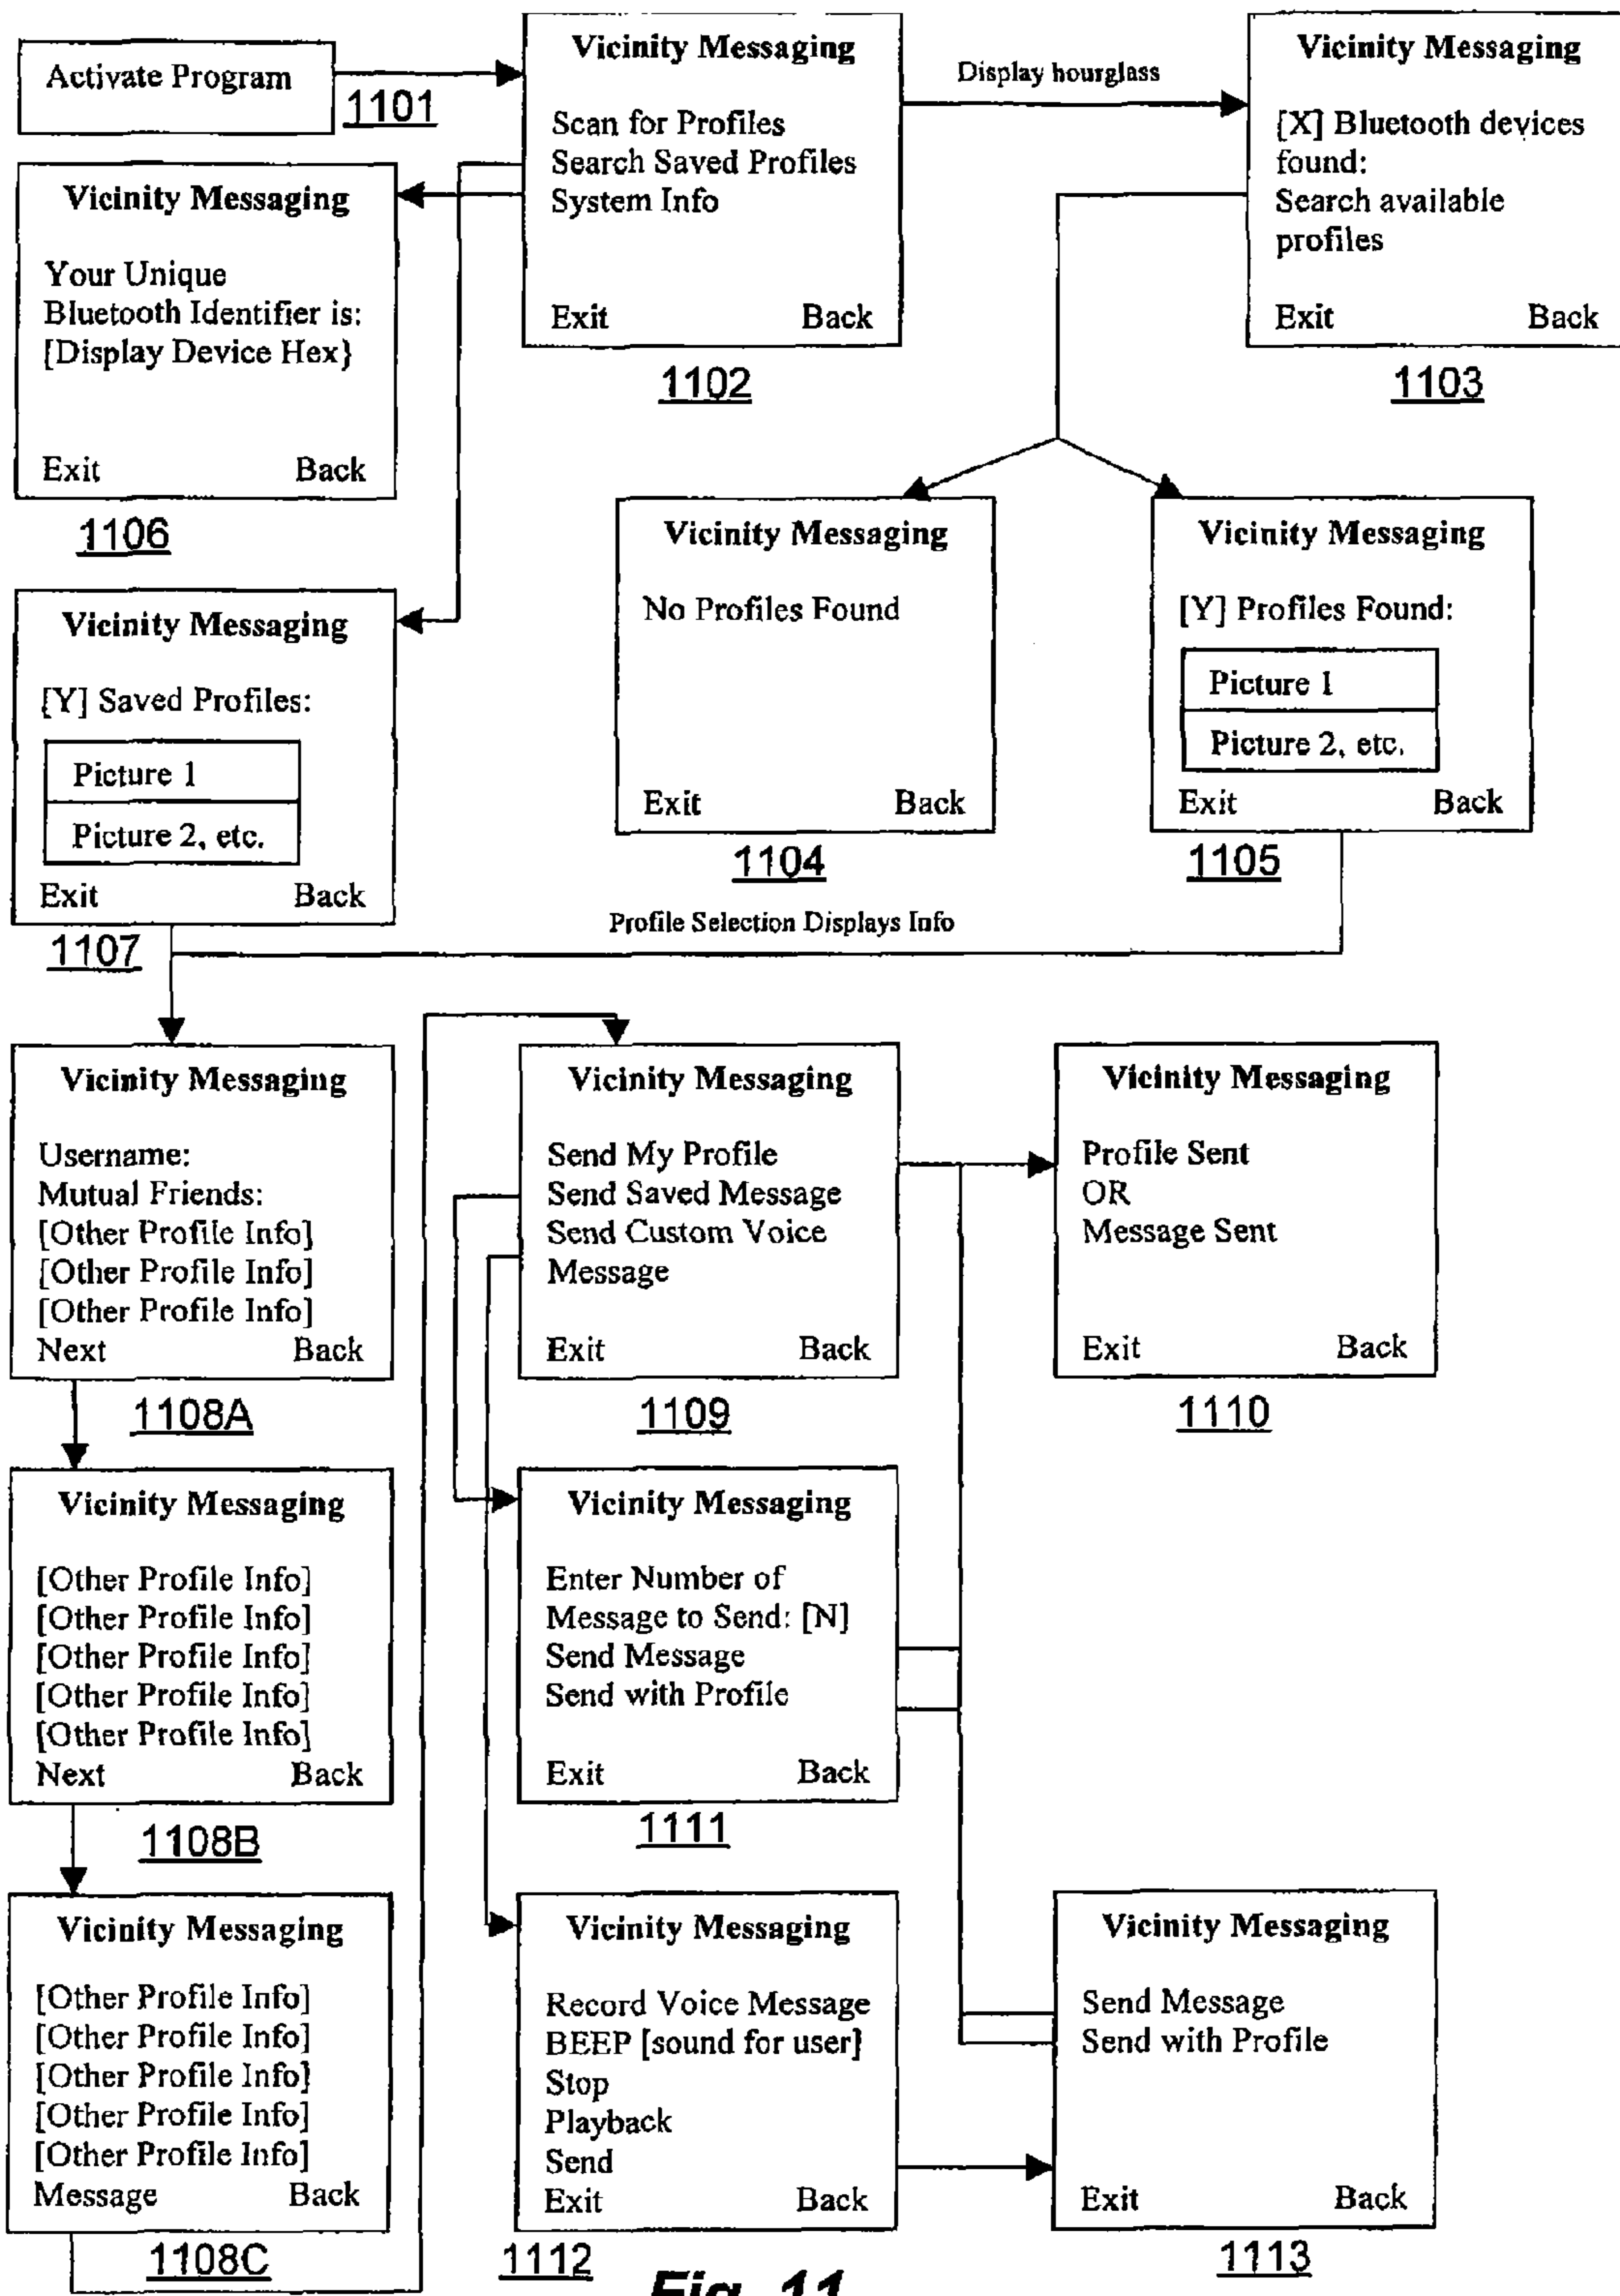 Activate Program
1101
Vicinity Messaging
Scan for Profiles
Search Saved Profiles
System Info
Exit Back
1102
Display hourglass
Vicinity Messaging
[X] Bluetooth devices
found:
Search available
profiles
Exit Back
1103
Vicinity Messaging
Your Unique
Bluetooth Identifier is:
[Display Device Hex}
Exit Back
1106
Vicinity Messaging
No Profiles Found
Exit Back
1104
Vicinity Messaging
[Y] Profiles Found:
Picture 1
Picture 2, etc.
Exit Back
1105
Vicinity Messaging
[Y] Saved Profiles:
Picture 1
Picture 2, etc.
Exit Back
1107
Profile Selection Displays Info
Vicinity Messaging
Username:
Mutual Friends:
[Other Profile Info]
[Other Profile Info]
[Other Profile Info]
Next Back
1108A
Vicinity Messaging
Send My Profile
Send Saved Message
Send Custom Voice
Message
Exit Back
1109
Vicinity Messaging
Profile Sent
OR
Message Sent
Exit Back
1110
Vicinity Messaging
[Other Profile Info]
[Other Profile Info]
[Other Profile Info]
[Other Profile Info]
[Other Profile Info]
Next Back
1108B
Vicinity Messaging
Enter Number of
Message to Send: [N]
Send Message
Send with Profile
Exit Back
1111
Vicinity Messaging
[Other Profile Info]
[Other Profile Info]
[Other Profile Info]
[Other Profile Info]
[Other Profile Info]
Message Back
1108C
Vicinity Messaging
Record Voice Message
BEEP [sound for user]
Stop
Playback
Send
Exit Back
1112
Vicinity Messaging
Send Message
Send with Profile
Exit Back
1113
Fig. 11